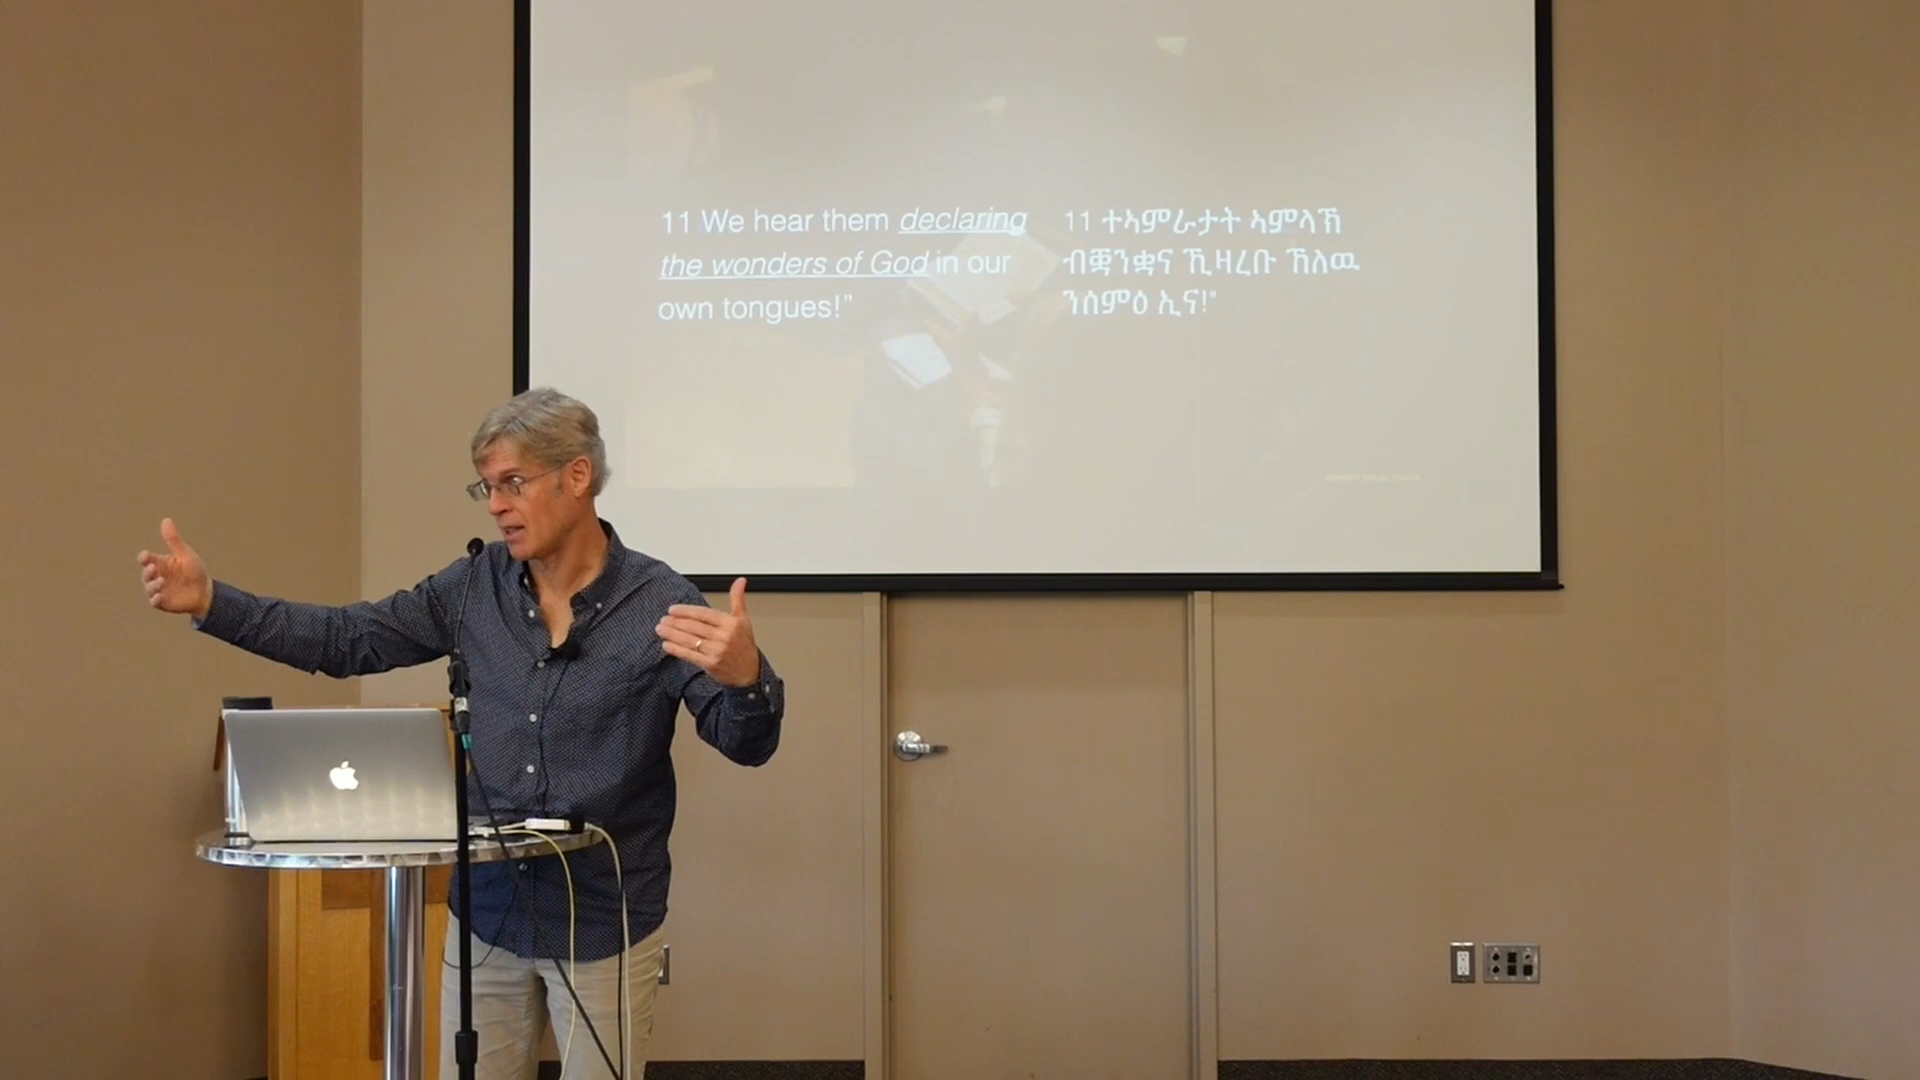 11 We hear them declaring
the wonders of God in our
own tongues!”
11 ተኣምራታት ኣምላኽ
ብቛንቋና ኺዛረቡ ኸለዉ
ንሰምዕ ኢና!"